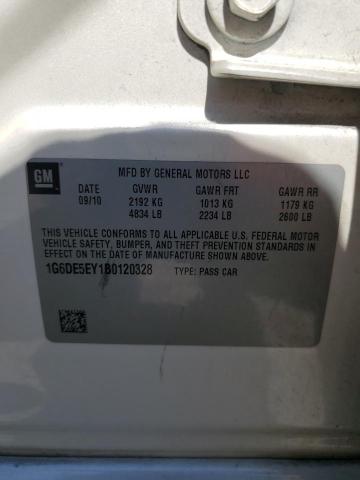 GM
MFD BY GENERAL MOTORS LLC
DATE GVWR GAWR FRT GAWR RR
09/10 2192 KG 1013 KG 1179 KG
4834 LB 2234 LB 2600 LB
THIS VEHICLE CONFORMS TO ALL APPLICABLE U.S. FEDERAL MOTOR
VEHICLE SAFETY, BUMPER, AND THEFT PREVENTION STANDARDS
IN EFFECT ON THE DATE OF MANUFACTURE SHOWN ABOVE.
1G6DE5EY1B0120328 TYPE: PASS CAR